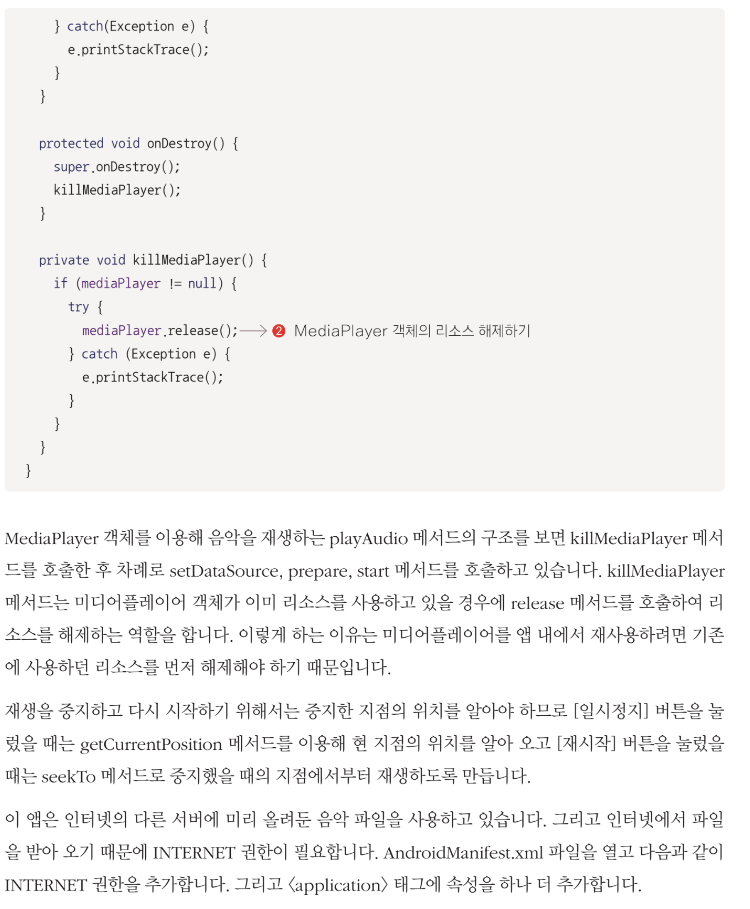 } catch(Exception e) {
e.printStackTrace();
}
}
protected void onDestroy() {
super.onDestroy();
killMediaPlayer();
}
private void killMediaPlayer() {
if (mediaPlayer != null) {
try {
mediaPlayer.release(); → ❷ MediaPlayer 객체의 리소스 해제하기
} catch (Exception e) {
e.printStackTrace();
}
}
}
}
MediaPlayer 객체를 이용해 음악을 재생하는 playAudio 메서드의 구조를 보면 killMediaPlayer 메서
드를 호출한 후 차례로 setDataSource, prepare, start 메서드를 호출하고 있습니다. killMediaPlayer
메서드는 미디어플레이어 객체가 이미 리소스를 사용하고 있을 경우에 release 메서드를 호출하여 리
소스를 해제하는 역할을 합니다. 이렇게 하는 이유는 미디어플레이어를 앱 내에서 재사용하려면 기존
에 사용하던 리소스를 먼저 해제해야 하기 때문입니다.
재생을 중지하고 다시 시작하기 위해서는 중지한 지점의 위치를 알아야 하므로 [일시정지] 버튼을 눌
렀을 때는 getCurrentPosition 메서드를 이용해 현 지점의 위치를 알아 오고 [재시작] 버튼을 눌렀을
때는 seekTo 메서드로 중지했을 때의 지점에서부터 재생하도록 만듭니다.
이 앱은 인터넷의 다른 서버에 미리 올려둔 음악 파일을 사용하고 있습니다. 그리고 인터넷에서 파일
을 받아 오기 때문에 INTERNET 권한이 필요합니다. AndroidManifest.xml 파일을 열고 다음과 같이
INTERNET 권한을 추가합니다. 그리고 〈application〉 태그에 속성을 하나 더 추가합니다.